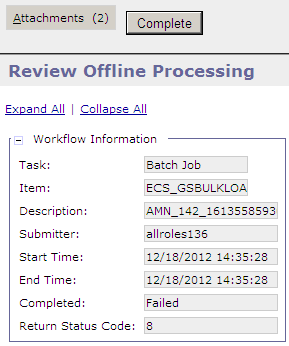 Attachments (2) Complete
Review Offline Processing
Expand All | Collapse All
Workflow Information
Task: Batch Job
Item: ECS_GSBULKLOA
Description: AMN_142_1613558593
Submitter: allroles136
Start Time: 12/18/2012 14:35:28
End Time: 12/18/2012 14:35:28
Completed: Failed
Return Status Code: 8